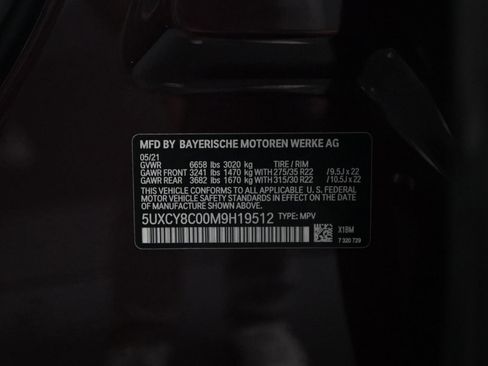 MFD BY BAYERISCHE MOTOREN WERKE AG
05/21
GVWR 6658 lbs 3020 kg TIRE / RIM
GAWR FRONT 3241 lbs 1470 kg WITH 275/35 R22 /9.5J x 22
GAWR REAR 3682 lbs 1670 kg WITH 315/30 R22 /10.5J x 22
THIS VEHICLE CONFORMS TO ALL APPLICABLE U. S. FEDERAL
MOTOR VEHICLE SAFETY STANDARDS IN EFFECT ON THE
DATE OF MANUFACTURE SHOWN ABOVE.
5UXCY8C00M9H19512 TYPE: MPV
X1BM
7 320 729